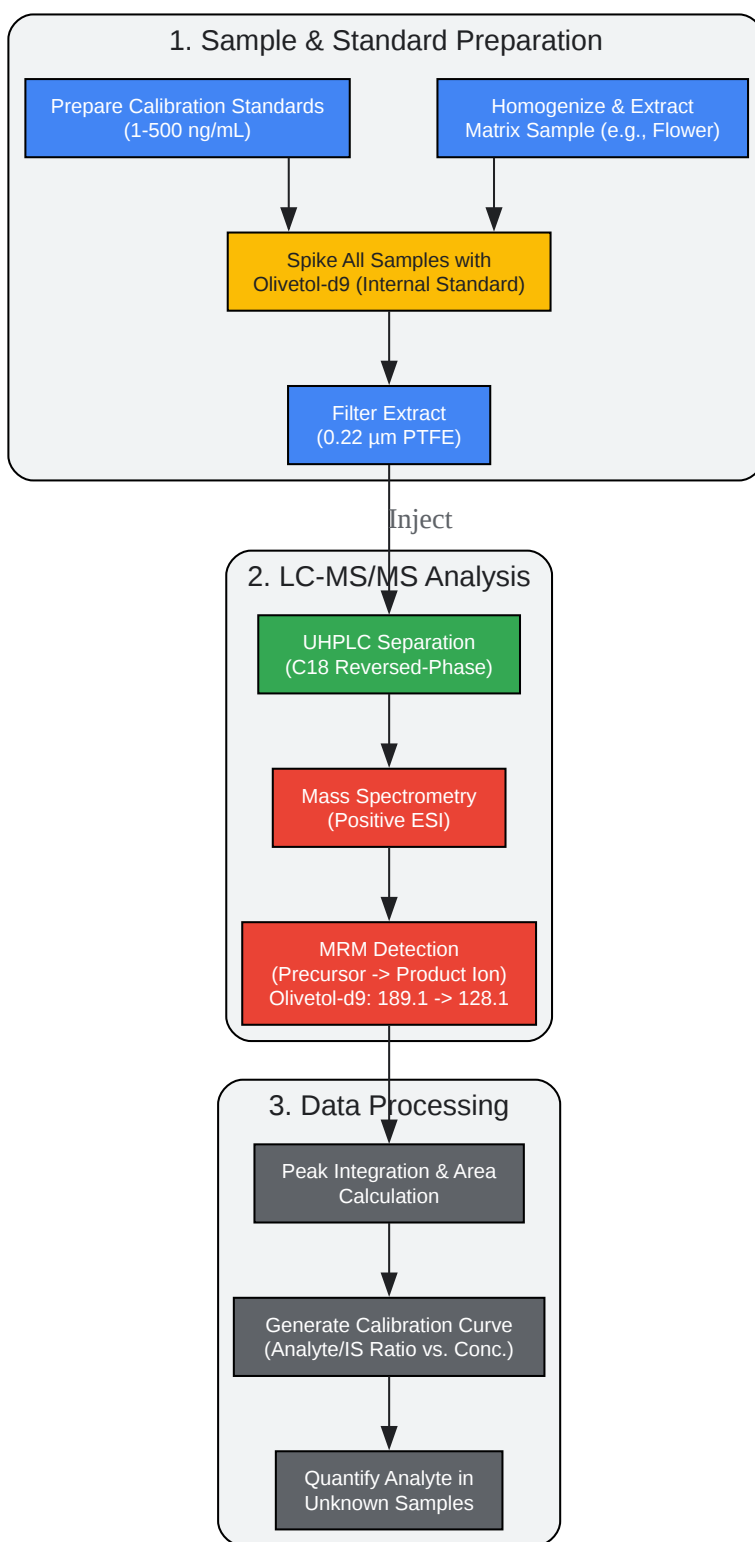 1. Sample & Standard Preparation
Prepare Calibration Standards
(1-500 ng/mL)
Homogenize & Extract
Matrix Sample (e.g., Flower)
Spike All Samples with
Olivetol-d9 (Internal Standard)
Filter Extract
(0.22 µm PTFE)
Inject
2. LC-MS/MS Analysis
UHPLC Separation
(C18 Reversed-Phase)
Mass Spectrometry
(Positive ESI)
MRM Detection
(Precursor -> Product Ion)
Olivetol-d9: 189.1 -> 128.1
3. Data Processing
Peak Integration & Area
Calculation
Generate Calibration Curve
(Analyte/IS Ratio vs. Conc.)
Quantify Analyte in
Unknown Samples